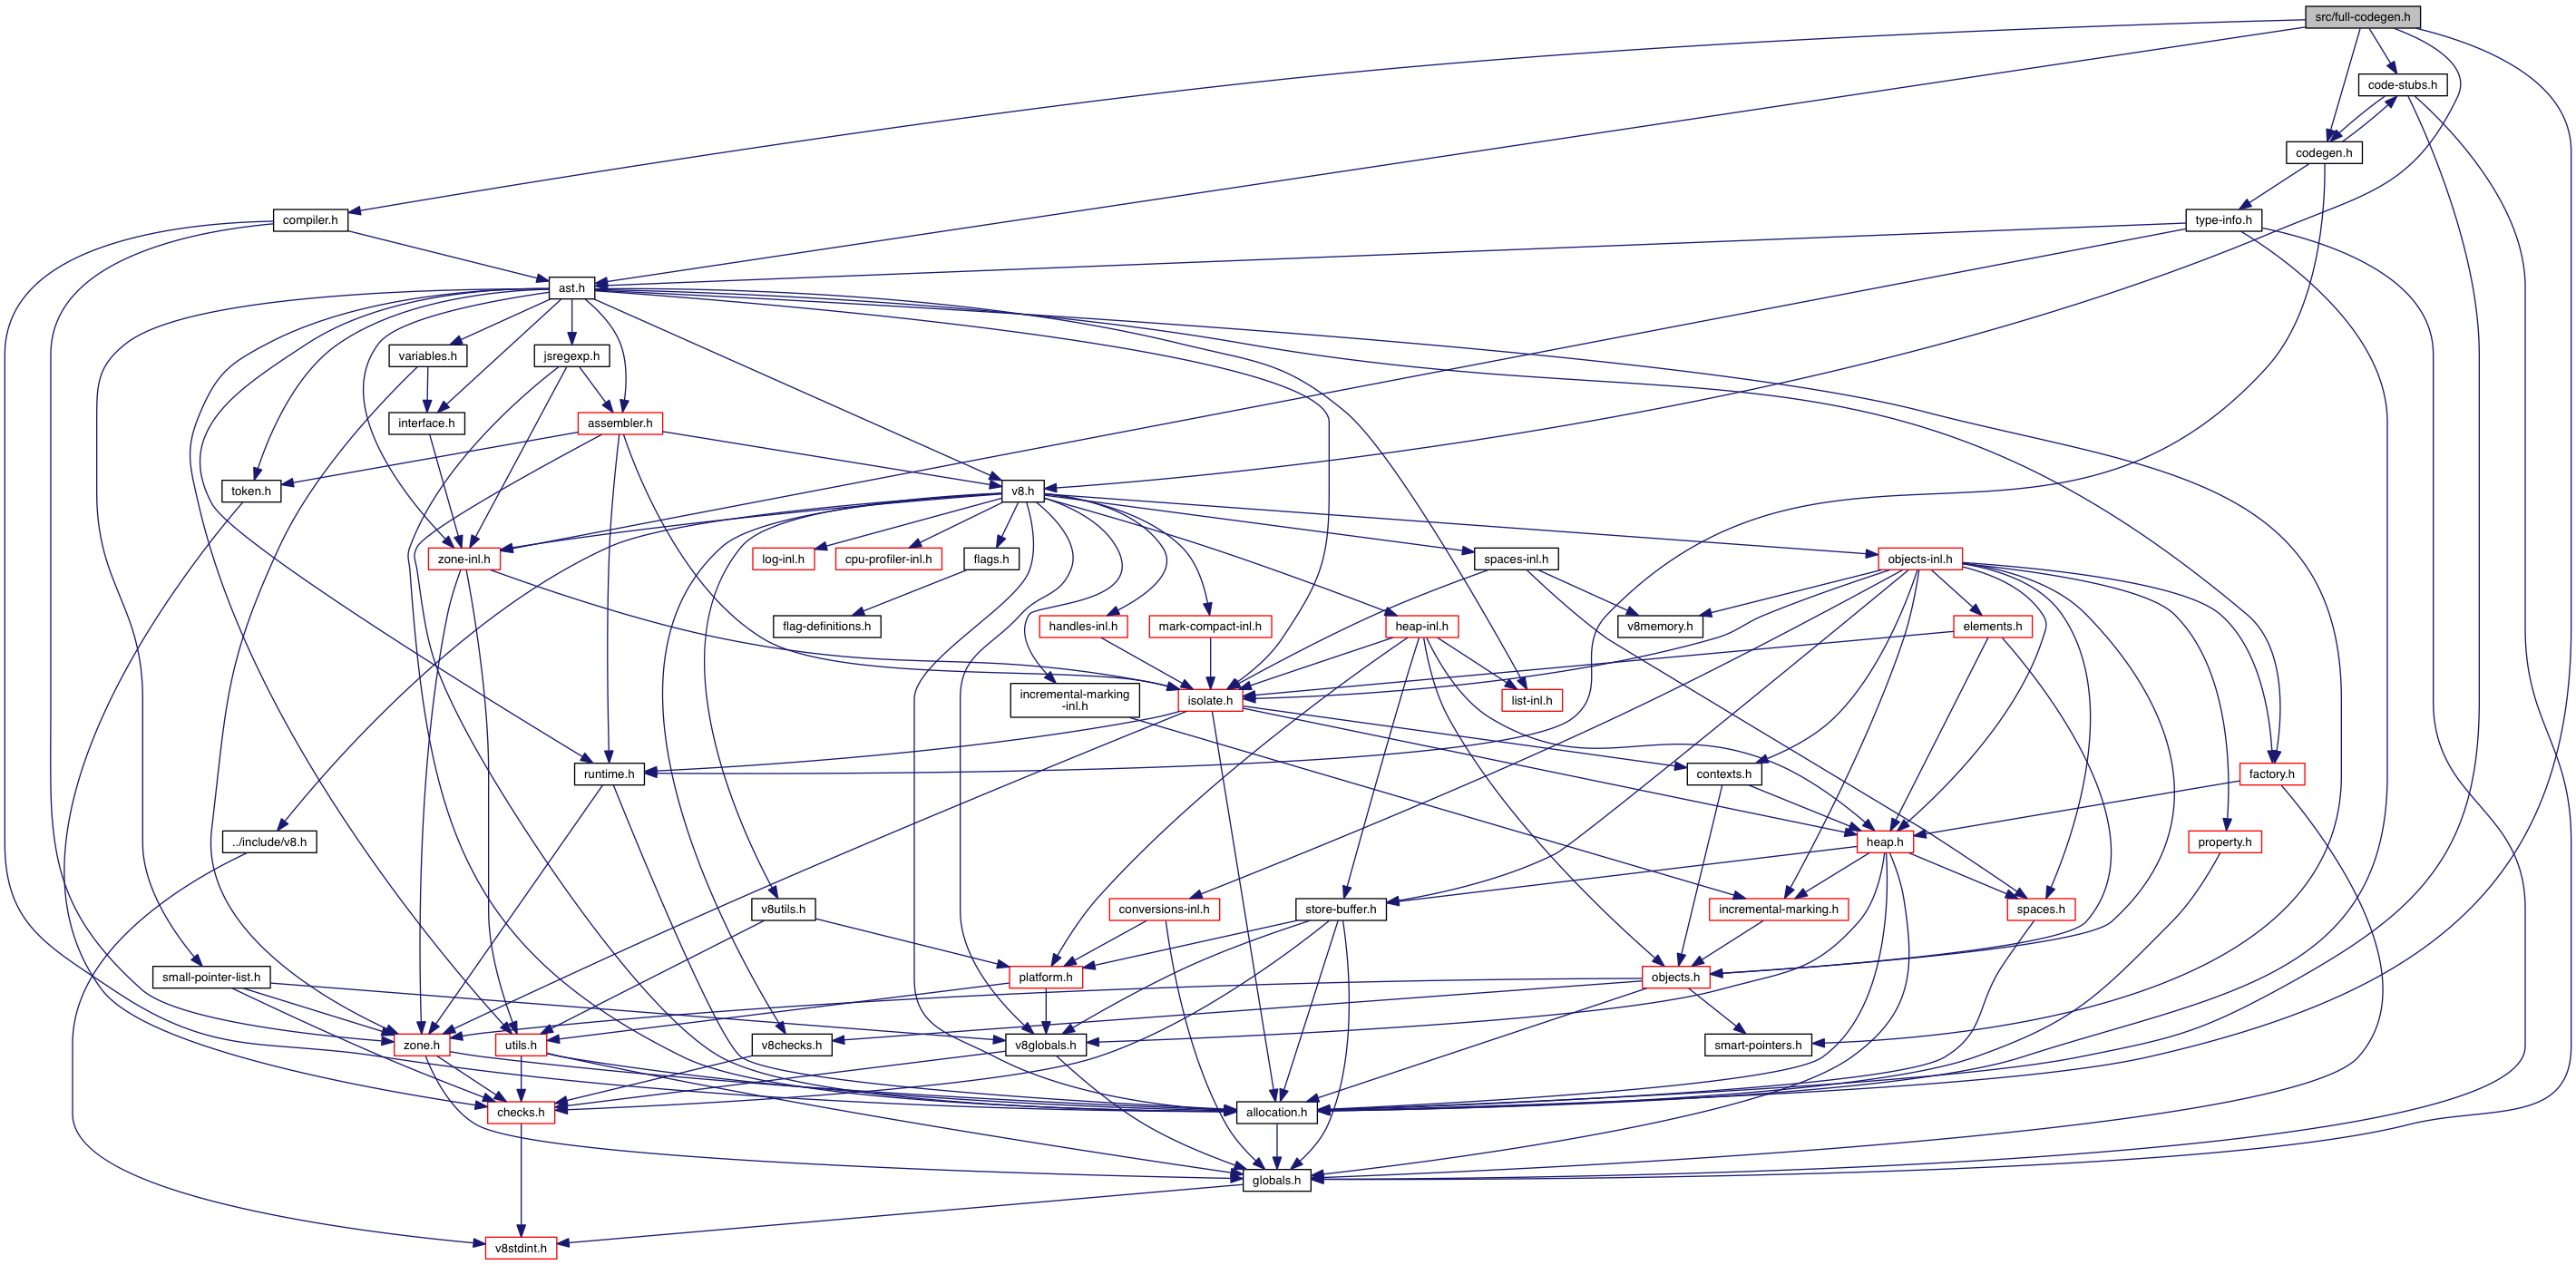 src/full-codegen.h
code-stubs.h
codegen.h
compiler.h
type-info.h
ast.h
variables.h
jsregexp.h
interface.h
assembler.h
token.h
v8.h
zone-inl.h
log-inl.h
cpu-profiler-inl.h
flags.h
spaces-inl.h
objects-inl.h
flag-definitions.h
handles-inl.h
mark-compact-inl.h
heap-inl.h
v8memory.h
elements.h
incremental-marking
-inl.h
isolate.h
list-inl.h
runtime.h
contexts.h
factory.h
../include/v8.h
heap.h
property.h
v8utils.h
conversions-inl.h
store-buffer.h
incremental-marking.h
spaces.h
small-pointer-list.h
platform.h
objects.h
zone.h
utils.h
v8checks.h
v8globals.h
smart-pointers.h
checks.h
allocation.h
globals.h
v8stdint.h